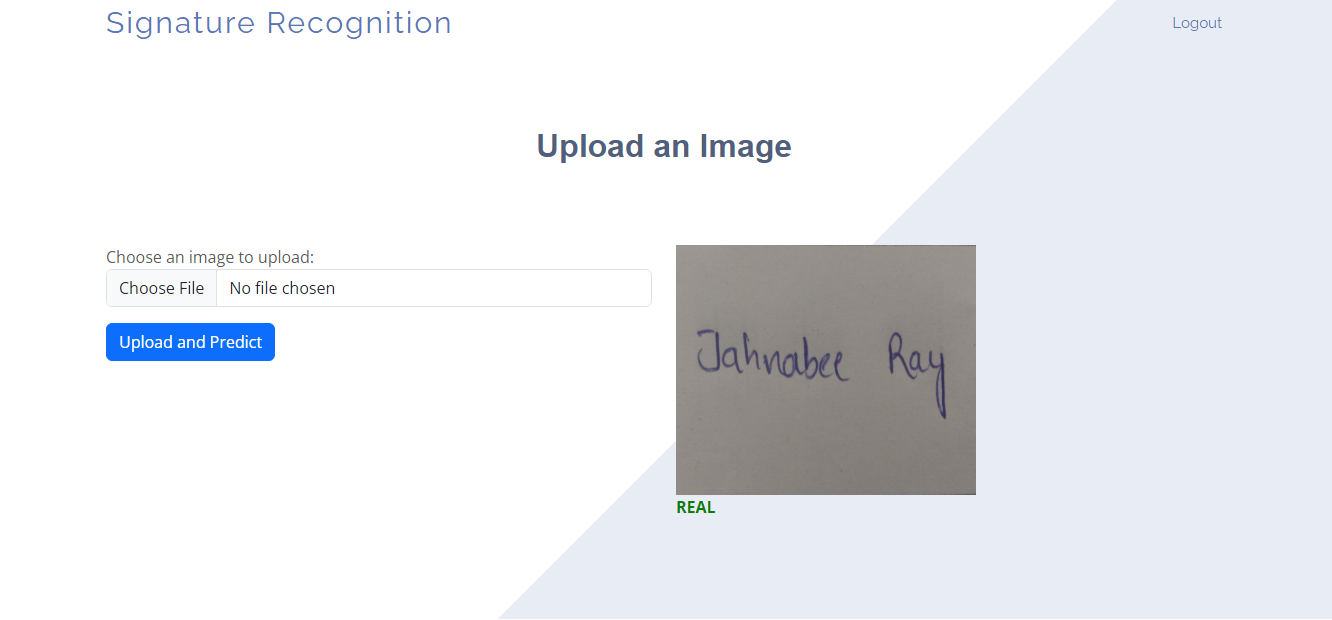 Signature Recognition
Logout
Upload an Image
Choose an image to upload:
Choose File No file chosen
Upload and Predict
Jahnabee Ray
REAL